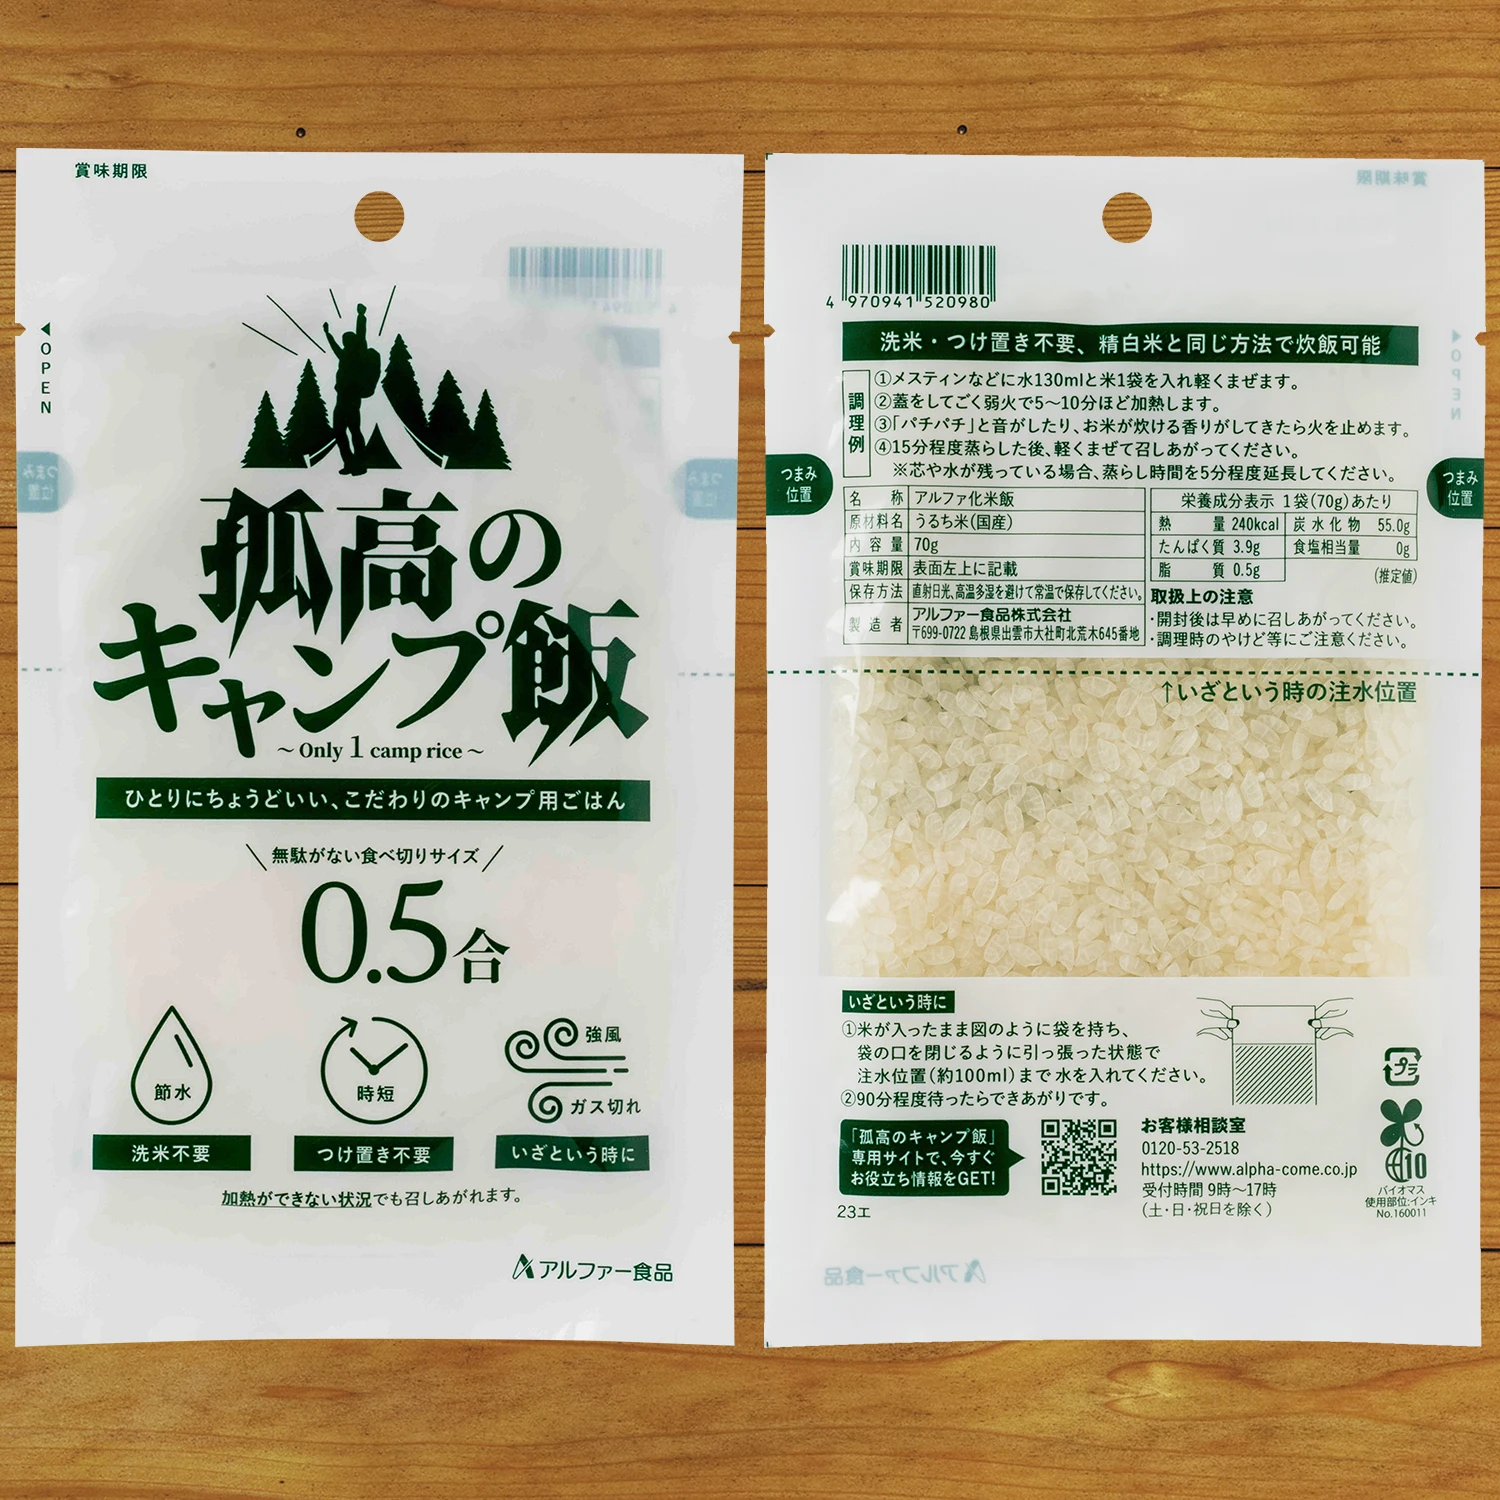 賞味期限
OPEN
孤高の
キャンプ飯
～Only 1 camp rice～
ひとりにちょうどいい、こだわりのキャンプ用ごはん
無駄がない食べ切りサイズ
0.5合
節水
時短
強風
ガス切れ
洗米不要
つけ置き不要
いざという時に
加熱ができない状況でも召しあがれます。
アルファー食品
4 970941 520980
洗米・つけ置き不要、精白米と同じ方法で炊飯可能
調理例
①メスティンなどに水130mlと米1袋を入れ軽くまぜます。
②蓋をしてごく弱火で5〜10分ほど加熱します。
③「パチパチ」と音がしたり、お米が炊ける香りがしてきたら火を止めます。
④15分程度蒸らした後、軽くまぜて召しあがってください。
※芯や水が残っている場合、蒸らし時間を5分程度延長してください。
つまみ
位置
つまみ
位置
名称 アルファ化米飯
原材料名 うるち米(国産)
内容量 70g
賞味期限 表面左上に記載
保存方法 直射日光、高温多湿を避けて常温で保存してください。
製造者 アルファー食品株式会社
〒699-0722 島根県出雲市大社町北荒木645番地
栄養成分表示 1袋(70g)あたり
熱量 240kcal 炭水化物 55.0g
たんぱく質 3.9g 食塩相当量 0g
脂質 0.5g
(推定値)
取扱上の注意
・開封後は早めに召しあがってください。
・調理時のやけど等にご注意ください。
↑いざという時の注水位置
いざという時に
①米が入ったまま図のように袋を持ち、
袋の口を閉じるように引っ張った状態で
注水位置(約100ml)まで水を入れてください。
②90分程度待ったらできあがりです。
「孤高のキャンプ飯」
専用サイトで、今すぐ
お役立ち情報をGET!
お客様相談室
0120-53-2518
https://www.alpha-come.co.jp
受付時間 9時〜17時
(土・日・祝日を除く)
プラ
10
バイオマス
使用部位:インキ
No.160011
23エ